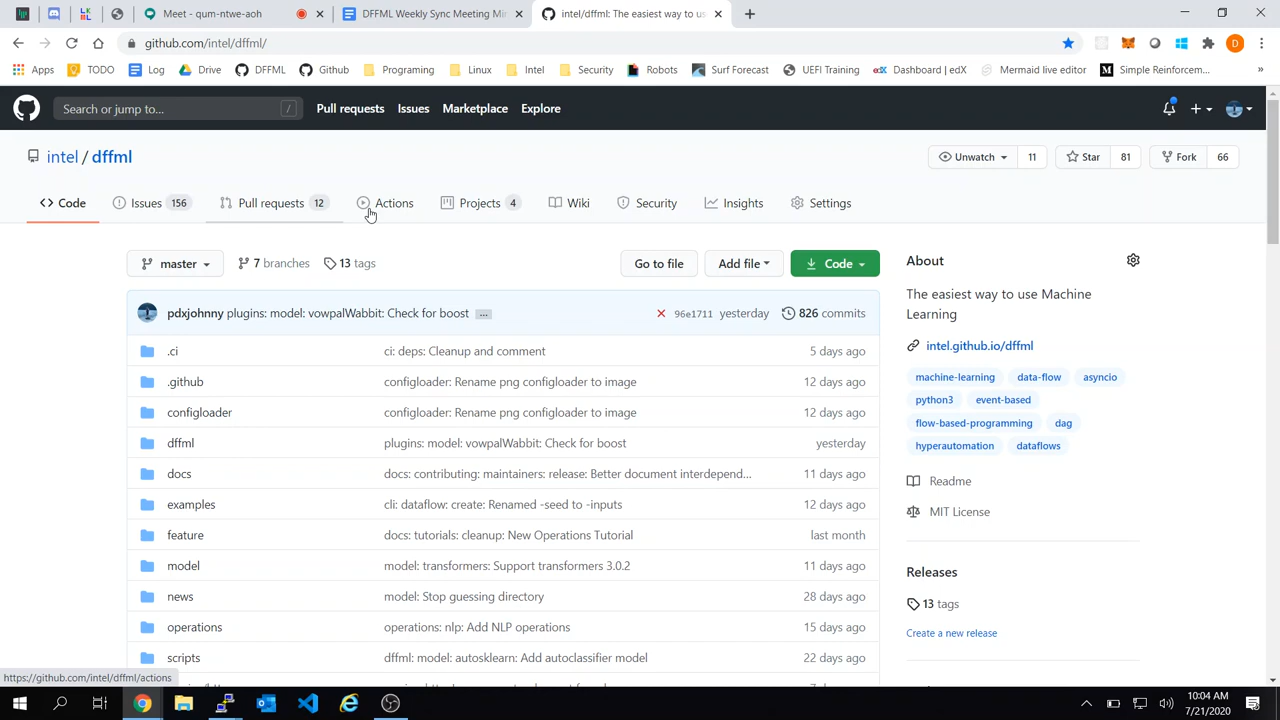 Meet - qum-ntwe-aoh
DFFML Weekly Sync Meeting Mi
intel/dffml: The easiest way to us
github.com/intel/dffml/
Apps
TODO
Log
Drive
DFFML
Github
Programing
Linux
Intel
Security
Robots
Surf Forecast
UEFI Training
Dashboard | edX
Mermaid live editor
Simple Reinforcem...
»
Search or jump to...
/
Pull requests
Issues
Marketplace
Explore
intel / dffml
Unwatch
11
Star
81
Fork
66
Code
Issues 156
Pull requests 12
Actions
Projects 4
Wiki
Security
Insights
Settings
master
7 branches
13 tags
Go to file
Add file
Code
pdxjohnny plugins: model: vowpalWabbit: Check for boost ...
96e1711 yesterday
826 commits
.ci
ci: deps: Cleanup and comment
5 days ago
.github
configloader: Rename png configloader to image
12 days ago
configloader
configloader: Rename png configloader to image
12 days ago
dffml
plugins: model: vowpalWabbit: Check for boost
yesterday
docs
docs: contributing: maintainers: release: Better document interdepend...
11 days ago
examples
cli: dataflow: create: Renamed -seed to -inputs
12 days ago
feature
docs: tutorials: cleanup: New Operations Tutorial
last month
model
model: transformers: Support transformers 3.0.2
11 days ago
news
model: Stop guessing directory
28 days ago
operations
operations: nlp: Add NLP operations
15 days ago
scripts
dffml: model: autosklearn: Add autoclassifier model
22 days ago
About
The easiest way to use Machine
Learning
intel.github.io/dffml
machine-learning
data-flow
asyncio
python3
event-based
flow-based-programming
dag
hyperautomation
dataflows
Readme
MIT License
Releases
13 tags
Create a new release
https://github.com/intel/dffml/actions
10:04 AM
7/21/2020